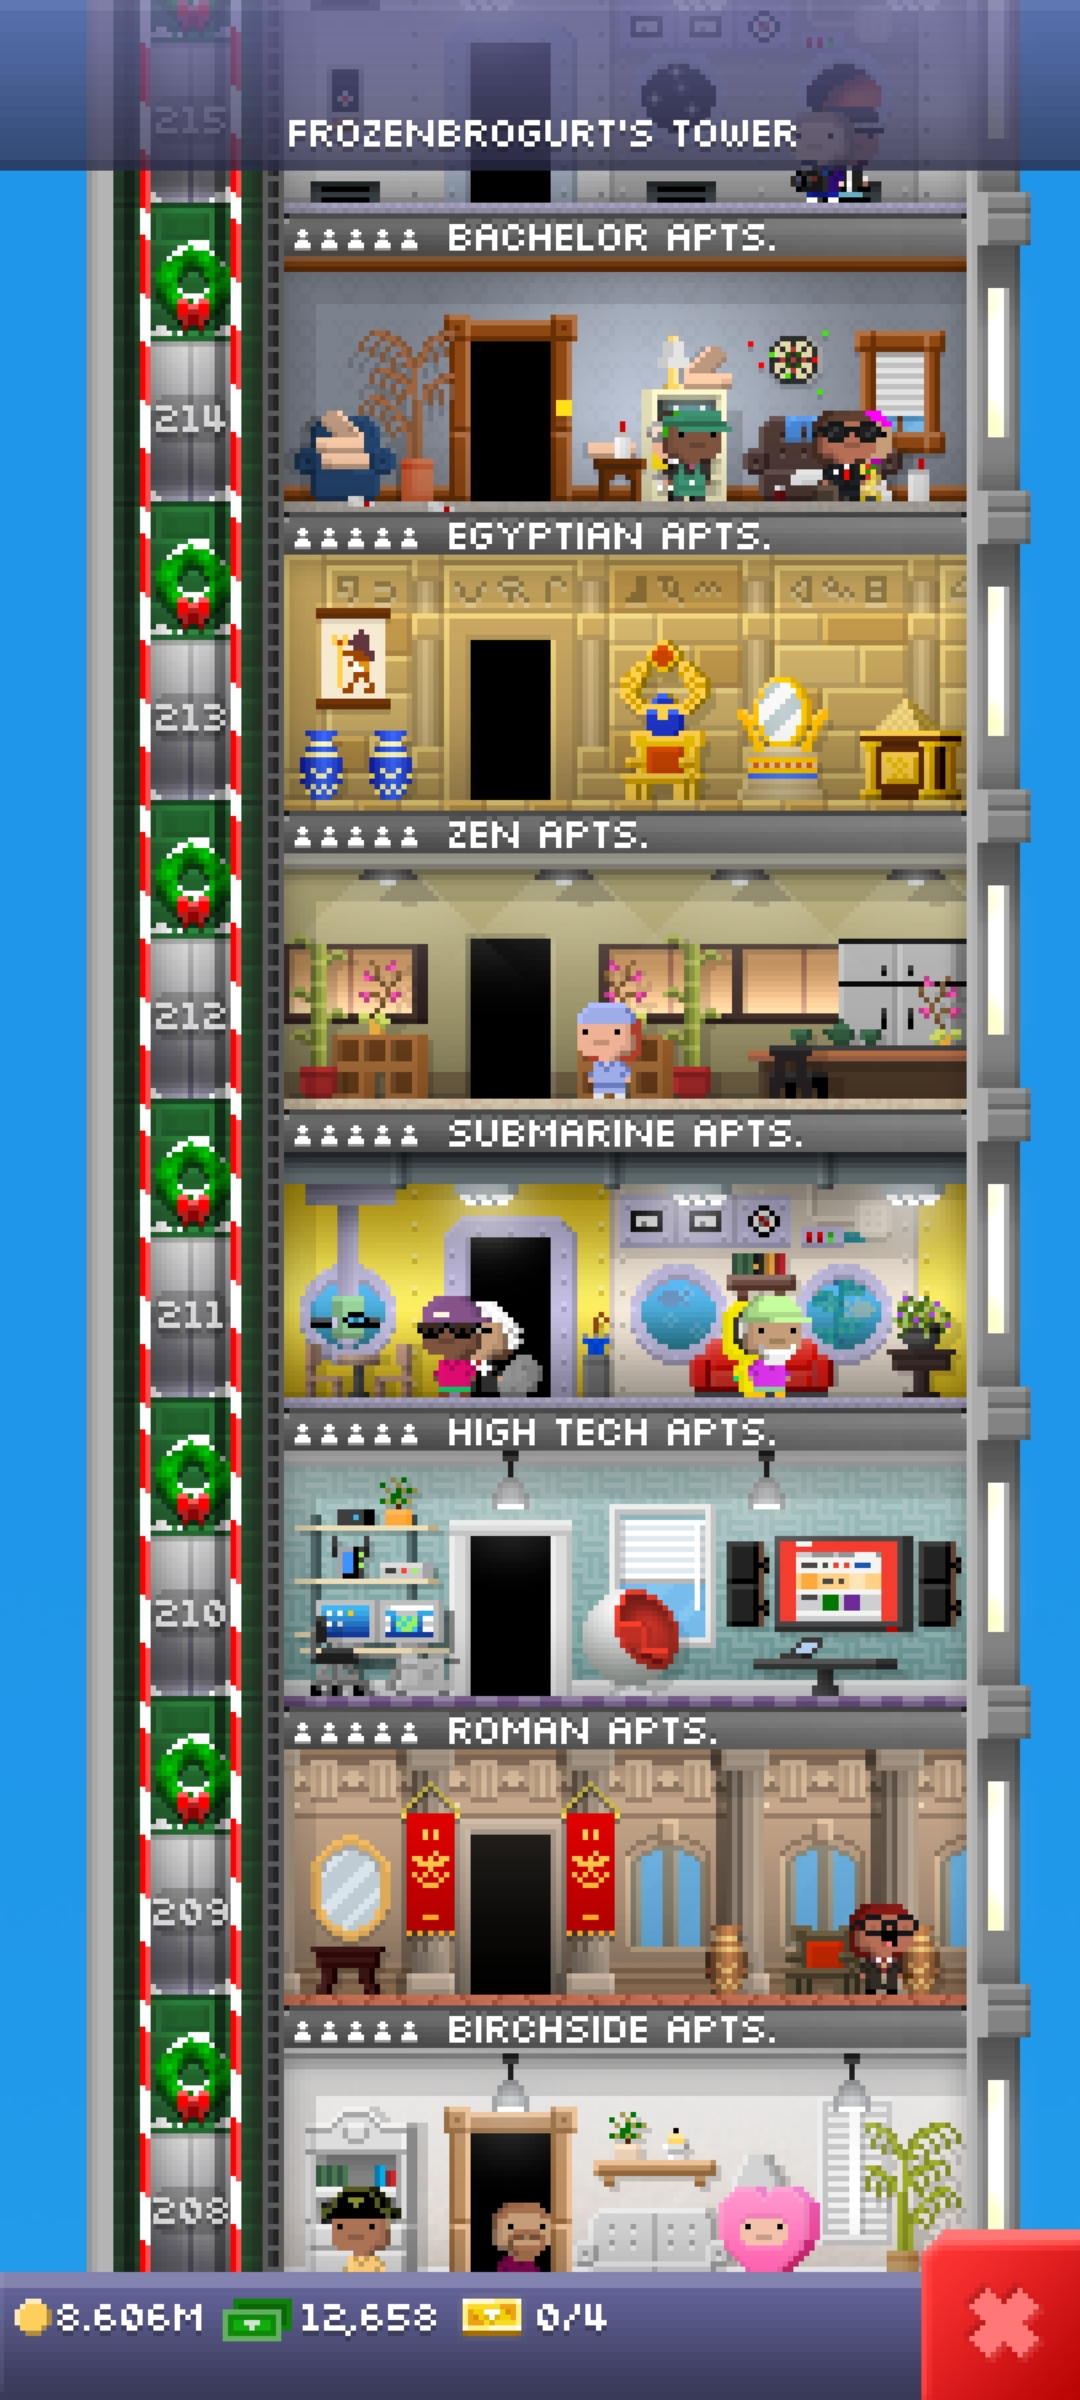 215
FROZENBROGURT'S TOWER
BACHELOR APTS.
214
EGYPTIAN APTS.
213
ZEN APTS.
212
SUBMARINE APTS.
211
HIGH TECH APTS.
210
ROMAN APTS.
209
BIRCHSIDE APTS.
208
8.606M 12,658 0/4